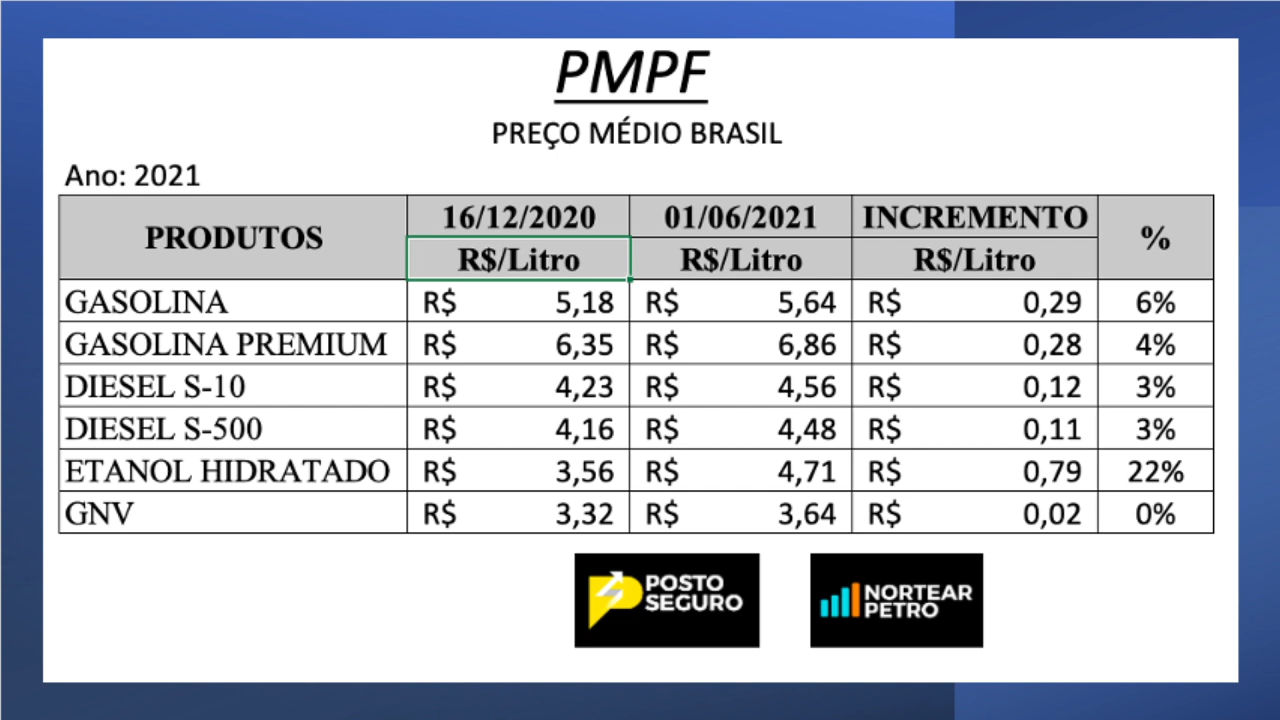 PMPF
PREÇO MÉDIO BRASIL
Ano: 2021
PRODUTOS 16/12/2020 01/06/2021 INCREMENTO %
R$/Litro R$/Litro R$/Litro
GASOLINA R$ 5,18 R$ 5,64 R$ 0,29 6%
GASOLINA PREMIUM R$ 6,35 R$ 6,86 R$ 0,28 4%
DIESEL S-10 R$ 4,23 R$ 4,56 R$ 0,12 3%
DIESEL S-500 R$ 4,16 R$ 4,48 R$ 0,11 3%
ETANOL HIDRATADO R$ 3,56 R$ 4,71 R$ 0,79 22%
GNV R$ 3,32 R$ 3,64 R$ 0,02 0%
POSTO
SEGURO
NORTEAR
PETRO